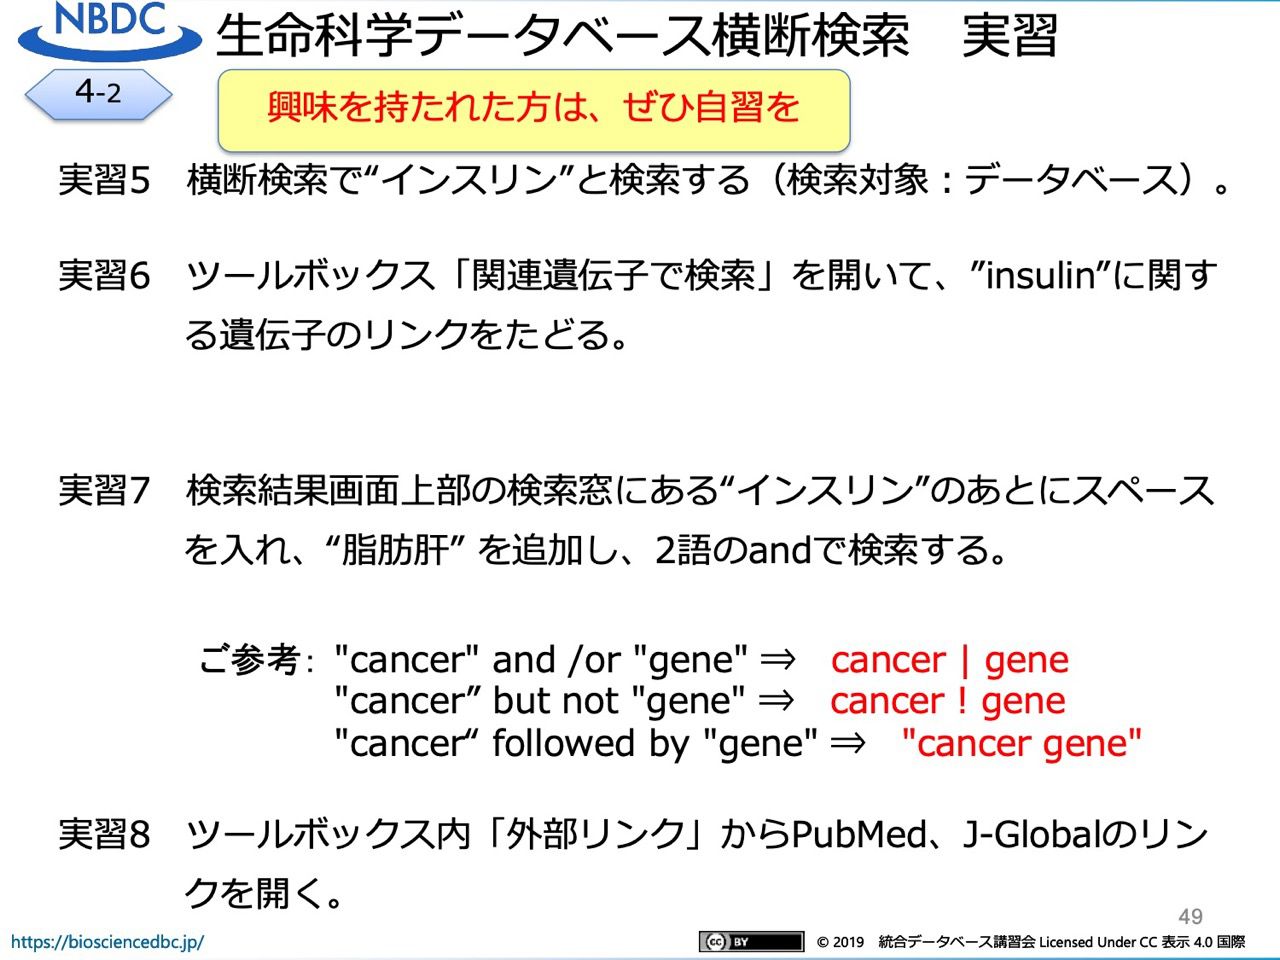 NBDC
生命科学データベース横断検索　実習
4-2
興味を持たれた方は、ぜひ自習を
実習5　横断検索で“インスリン”と検索する（検索対象：データベース）。
実習6　ツールボックス「関連遺伝子で検索」を開いて、”insulin”に関す
る遺伝子のリンクをたどる。
実習7　検索結果画面上部の検索窓にある“インスリン”のあとにスペース
を入れ、“脂肪肝” を追加し、2語のandで検索する。
ご参考： "cancer" and /or "gene" ⇒　cancer | gene
"cancer” but not "gene" ⇒　cancer ! gene
"cancer“ followed by "gene" ⇒　"cancer gene"
実習8　ツールボックス内「外部リンク」からPubMed、J-Globalのリン
クを開く。
49
https://biosciencedbc.jp/
cc BY
© 2019　統合データベース講習会 Licensed Under CC 表示 4.0 国際